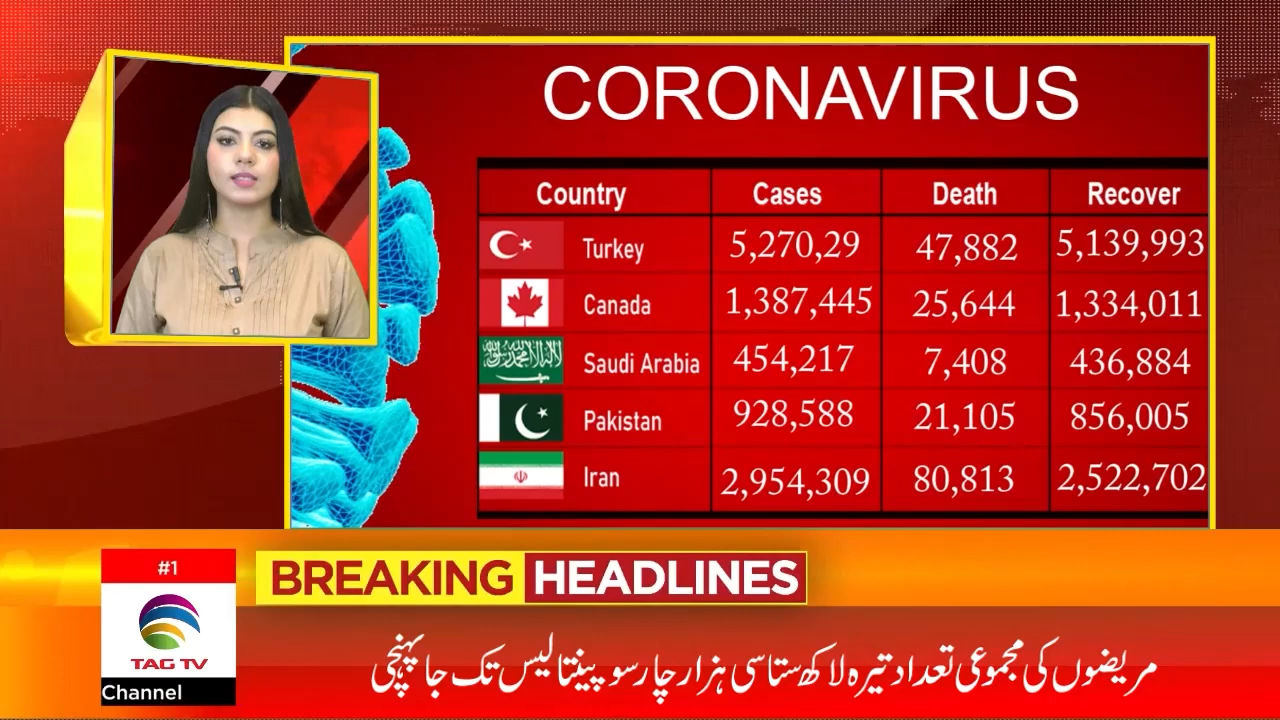 CORONAVIRUS
Country Cases Death Recover
Turkey 5,270,29 47,882 5,139,993
Canada 1,387,445 25,644 1,334,011
Saudi Arabia 454,217 7,408 436,884
Pakistan 928,588 21,105 856,005
Iran 2,954,309 80,813 2,522,702
#1
TAG TV
Channel
BREAKING HEADLINES
مریضوں کی مجموعی تعداد تیرہ لاکھ ستاسی ہزار چار سو پینتالیس تک جا پہنچی